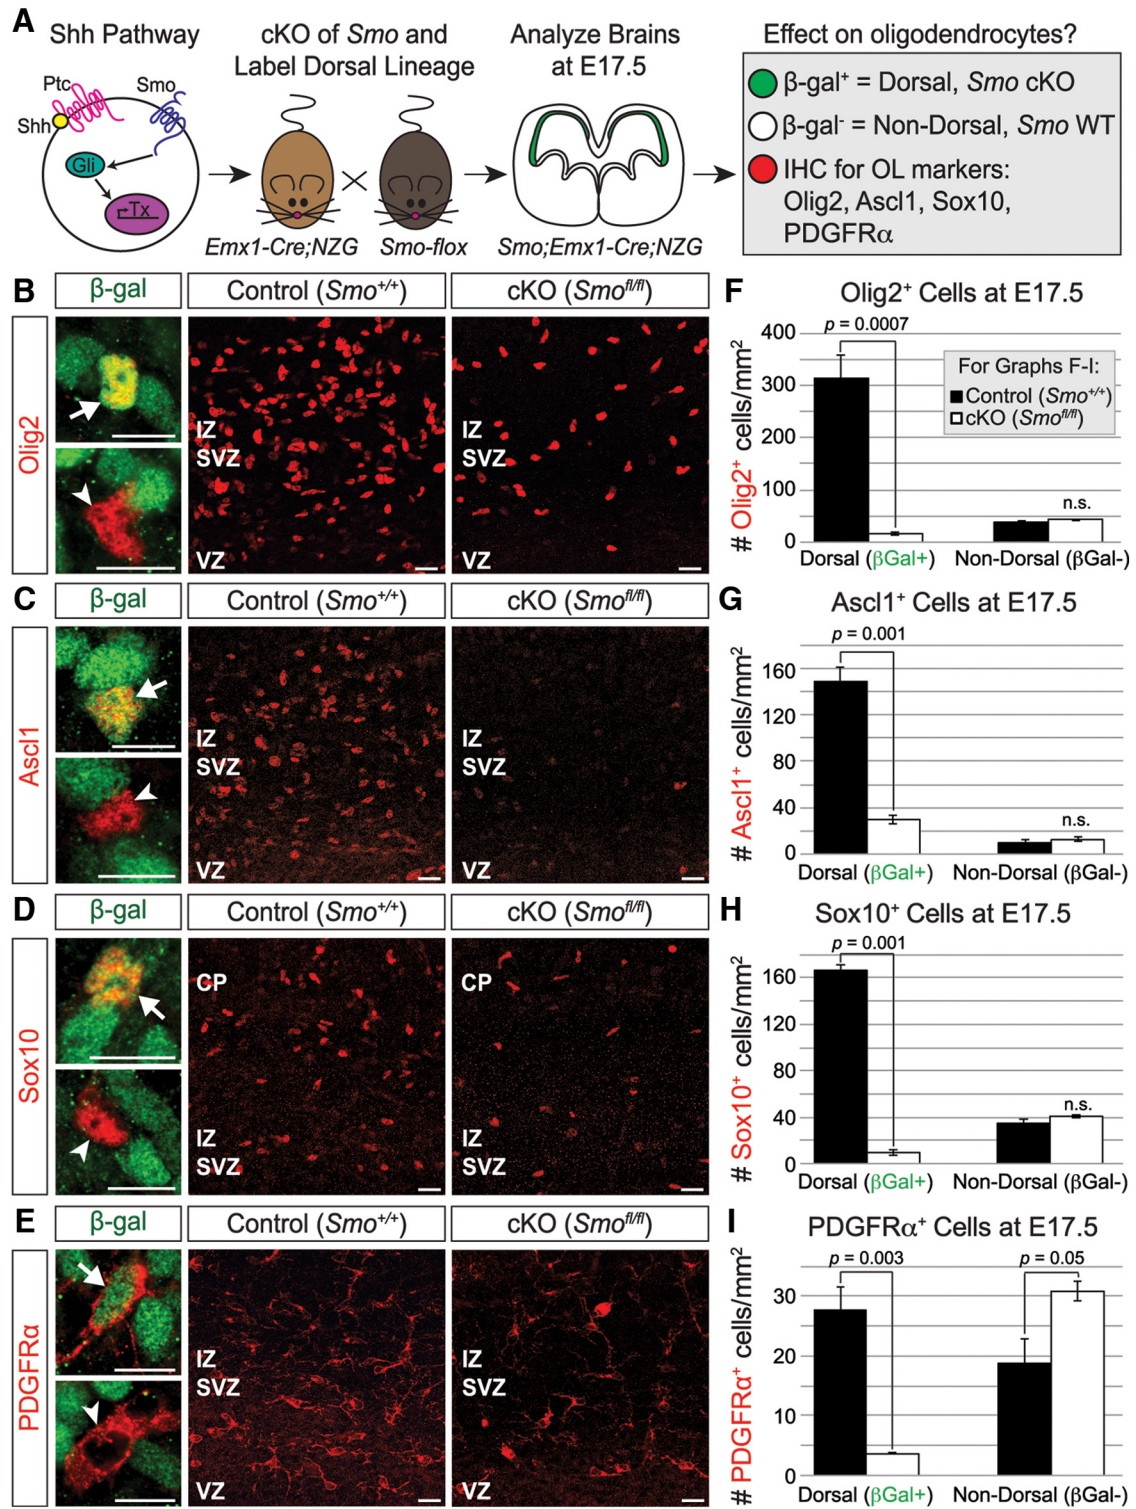 A
Shh Pathway
cKO of Smo and
Label Dorsal Lineage
Analyze Brains
at E17.5
Effect on oligodendrocytes?
Ptc
Smo
Shh
Gli
Tx
Emx1-Cre;NZG
Smo-flox
Smo;Emx1-Cre;NZG
β-gal⁺ = Dorsal, Smo cKO
β-gal⁻ = Non-Dorsal, Smo WT
IHC for OL markers:
Olig2, Ascl1, Sox10,
PDGFRα
B
β-gal
Control (Smo⁺/⁺)
cKO (Smoᶠˡ/ᶠˡ)
Olig2
IZ
SVZ
VZ
IZ
SVZ
VZ
F
Olig2⁺ Cells at E17.5
# Olig2⁺ cells/mm²
400
300
200
100
0
p = 0.0007
For Graphs F-I:
Control (Smo⁺/⁺)
cKO (Smoᶠˡ/ᶠˡ)
n.s.
Dorsal (βGal+)
Non-Dorsal (βGal-)
C
β-gal
Control (Smo⁺/⁺)
cKO (Smoᶠˡ/ᶠˡ)
Ascl1
IZ
SVZ
VZ
IZ
SVZ
VZ
G
Ascl1⁺ Cells at E17.5
# Ascl1⁺ cells/mm²
160
120
80
40
0
p = 0.001
n.s.
Dorsal (βGal+)
Non-Dorsal (βGal-)
D
β-gal
Control (Smo⁺/⁺)
cKO (Smoᶠˡ/ᶠˡ)
Sox10
CP
IZ
SVZ
CP
IZ
SVZ
H
Sox10⁺ Cells at E17.5
# Sox10⁺ cells/mm²
160
120
80
40
0
p = 0.001
n.s.
Dorsal (βGal+)
Non-Dorsal (βGal-)
E
β-gal
Control (Smo⁺/⁺)
cKO (Smoᶠˡ/ᶠˡ)
PDGFRα
IZ
SVZ
VZ
IZ
SVZ
VZ
I
PDGFRα⁺ Cells at E17.5
# PDGFRα⁺ cells/mm²
30
20
10
0
p = 0.003
p = 0.05
Dorsal (βGal+)
Non-Dorsal (βGal-)